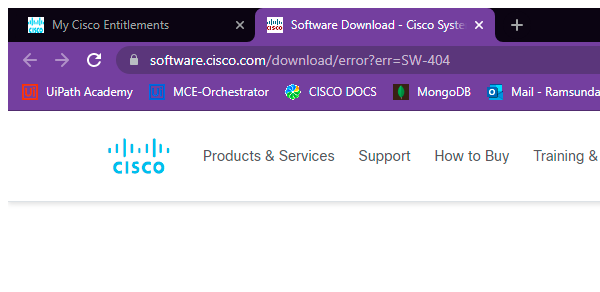 My Cisco Entitlements
Software Download - Cisco Syste
software.cisco.com/download/error?err=SW-404
UiPath Academy MCE-Orchestrator CISCO DOCS MongoDB Mail - Ramsunda
CISCO
Products & Services Support How to Buy Training &